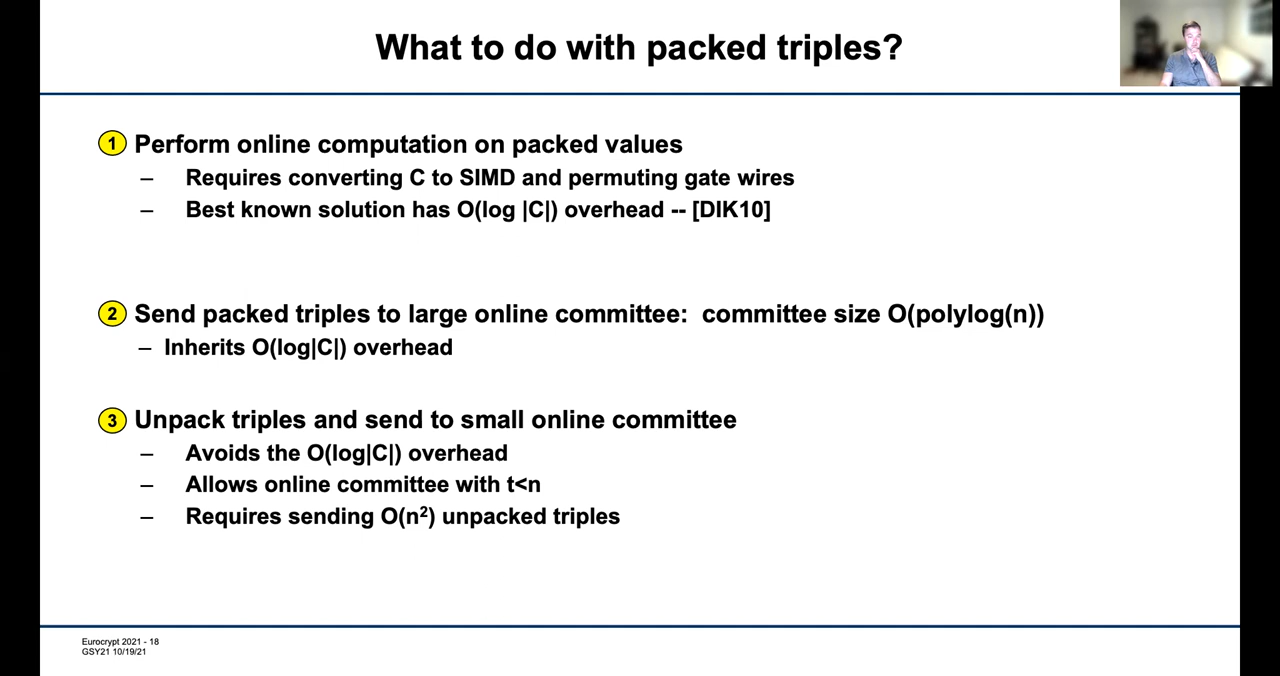 What to do with packed triples?
1 Perform online computation on packed values
– Requires converting C to SIMD and permuting gate wires
– Best known solution has O(log |C|) overhead -- [DIK10]
2 Send packed triples to large online committee: committee size O(polylog(n))
– Inherits O(log|C|) overhead
3 Unpack triples and send to small online committee
– Avoids the O(log|C|) overhead
– Allows online committee with t<n
– Requires sending O(n²) unpacked triples
Eurocrypt 2021 - 18
GSY21 10/19/21